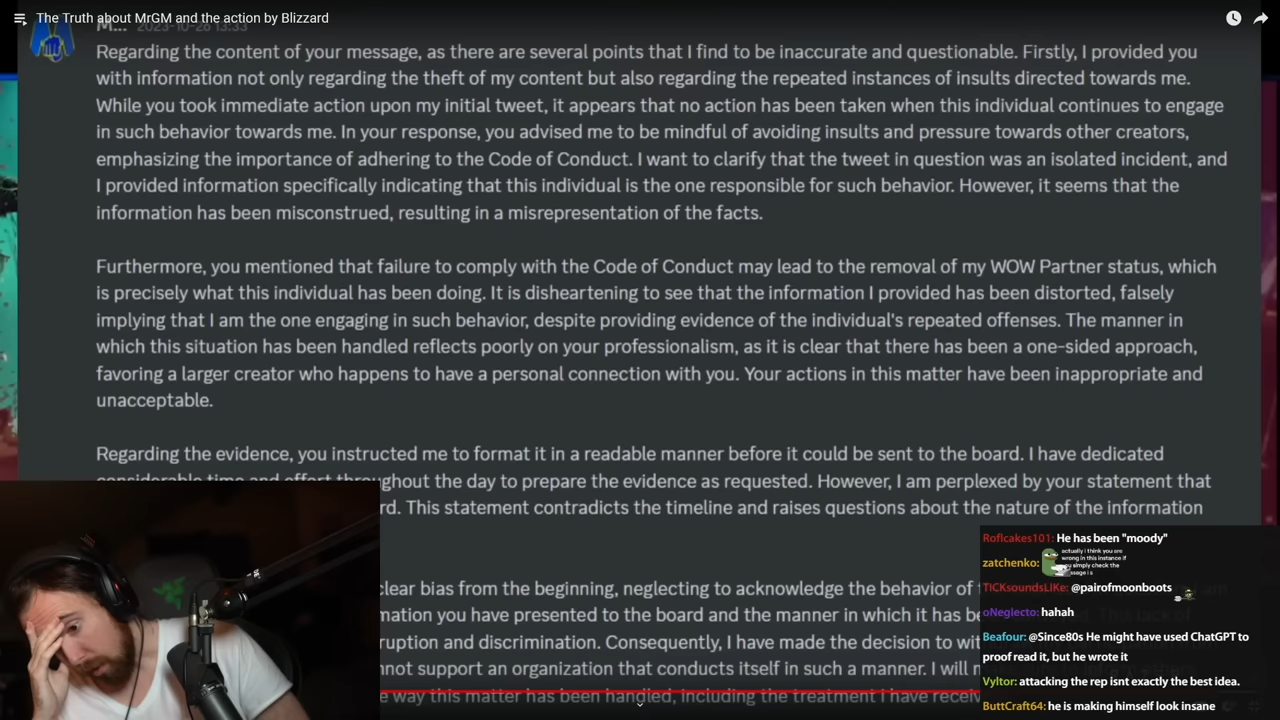 The Truth about MrGM and the action by Blizzard
M... 2023-10-28 13:33
Regarding the content of your message, as there are several points that I find to be inaccurate and questionable. Firstly, I provided you
with information not only regarding the theft of my content but also regarding the repeated instances of insults directed towards me.
While you took immediate action upon my initial tweet, it appears that no action has been taken when this individual continues to engage
in such behavior towards me. In your response, you advised me to be mindful of avoiding insults and pressure towards other creators,
emphasizing the importance of adhering to the Code of Conduct. I want to clarify that the tweet in question was an isolated incident, and
I provided information specifically indicating that this individual is the one responsible for such behavior. However, it seems that the
information has been misconstrued, resulting in a misrepresentation of the facts.
Furthermore, you mentioned that failure to comply with the Code of Conduct may lead to the removal of my WOW Partner status, which
is precisely what this individual has been doing. It is disheartening to see that the information I provided has been distorted, falsely
implying that I am the one engaging in such behavior, despite providing evidence of the individual's repeated offenses. The manner in
which this situation has been handled reflects poorly on your professionalism, as it is clear that there has been a one-sided approach,
favoring a larger creator who happens to have a personal connection with you. Your actions in this matter have been inappropriate and
unacceptable.
Regarding the evidence, you instructed me to format it in a readable manner before it could be sent to the board. I have dedicated
considerable time and effort throughout the day to prepare the evidence as requested. However, I am perplexed by your statement that
rd. This statement contradicts the timeline and raises questions about the nature of the information
clear bias from the beginning, neglecting to acknowledge the behavior of
mation you have presented to the board and the manner in which it has be
ruption and discrimination. Consequently, I have made the decision to wit
nnot support an organization that conducts itself in such a manner. I will
e way this matter has been handled, including the treatment I have receiv
Roflcakes101: He has been "moody"
zatchenko:
actually i think you are
wrong in this instance if
you simply check the
TICKsoundsLIKe: @pairofmoonboots
oNeglecto: hahah
Beafour: @Since80s He might have used ChatGPT to
proof read it, but he wrote it
Vyltor: attacking the rep isnt exactly the best idea.
ButtCraft64: he is making himself look insane